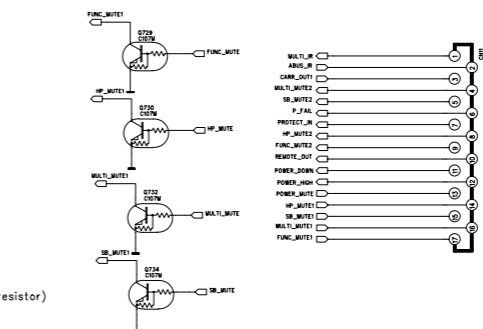 FUNC_MUTE1
Q729
C107M
FUNC_MUTE
HP_MUTE1
Q730
C107M
HP_MUTE
MULTI_MUTE1
Q732
C107M
MULTI_MUTE
SB_MUTE1
Q734
C107M
SB_MUTE
resistor)
MULTI_IR 1
ABUS_IR 2
CARR_OUT1 3
MULTI_MUTE2 4
SB_MUTE2 5
P_FAIL 6
PROTECT_IN 7
HP_MUTE2 8
FUNC_MUTE2 9
REMOTE_OUT 10
POWER_DOWN 11
POWER_HIGH 12
POWER_MUTE 13
HP_MUTE1 14
SB_MUTE1 15
MULTI_MUTE1 16
FUNC_MUTE1 17